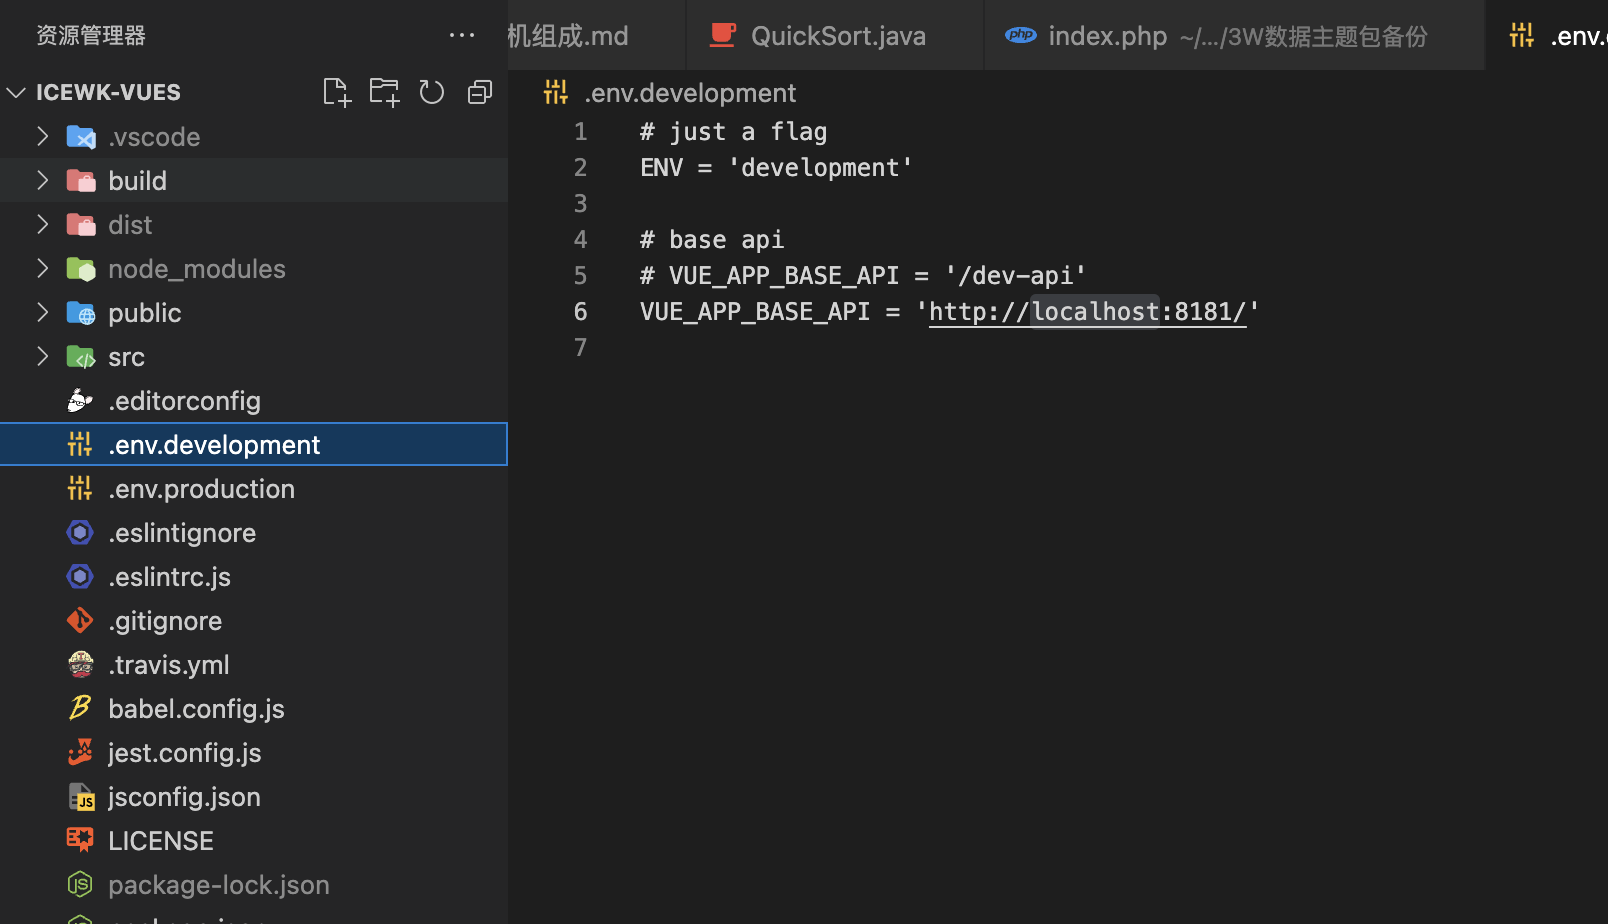 资源管理器
ICEWK-VUES
.vscode
build
dist
node_modules
public
src
.editorconfig
.env.development
.env.production
.eslintignore
.eslintrc.js
.gitignore
.travis.yml
babel.config.js
jest.config.js
jsconfig.json
LICENSE
package-lock.json
机组成.md
QuickSort.java
index.php ~/.../3W数据主题包备份
.env.
.env.development
1 # just a flag
2 ENV = 'development'
3
4 # base api
5 # VUE_APP_BASE_API = '/dev-api'
6 VUE_APP_BASE_API = 'http://localhost:8181/'
7